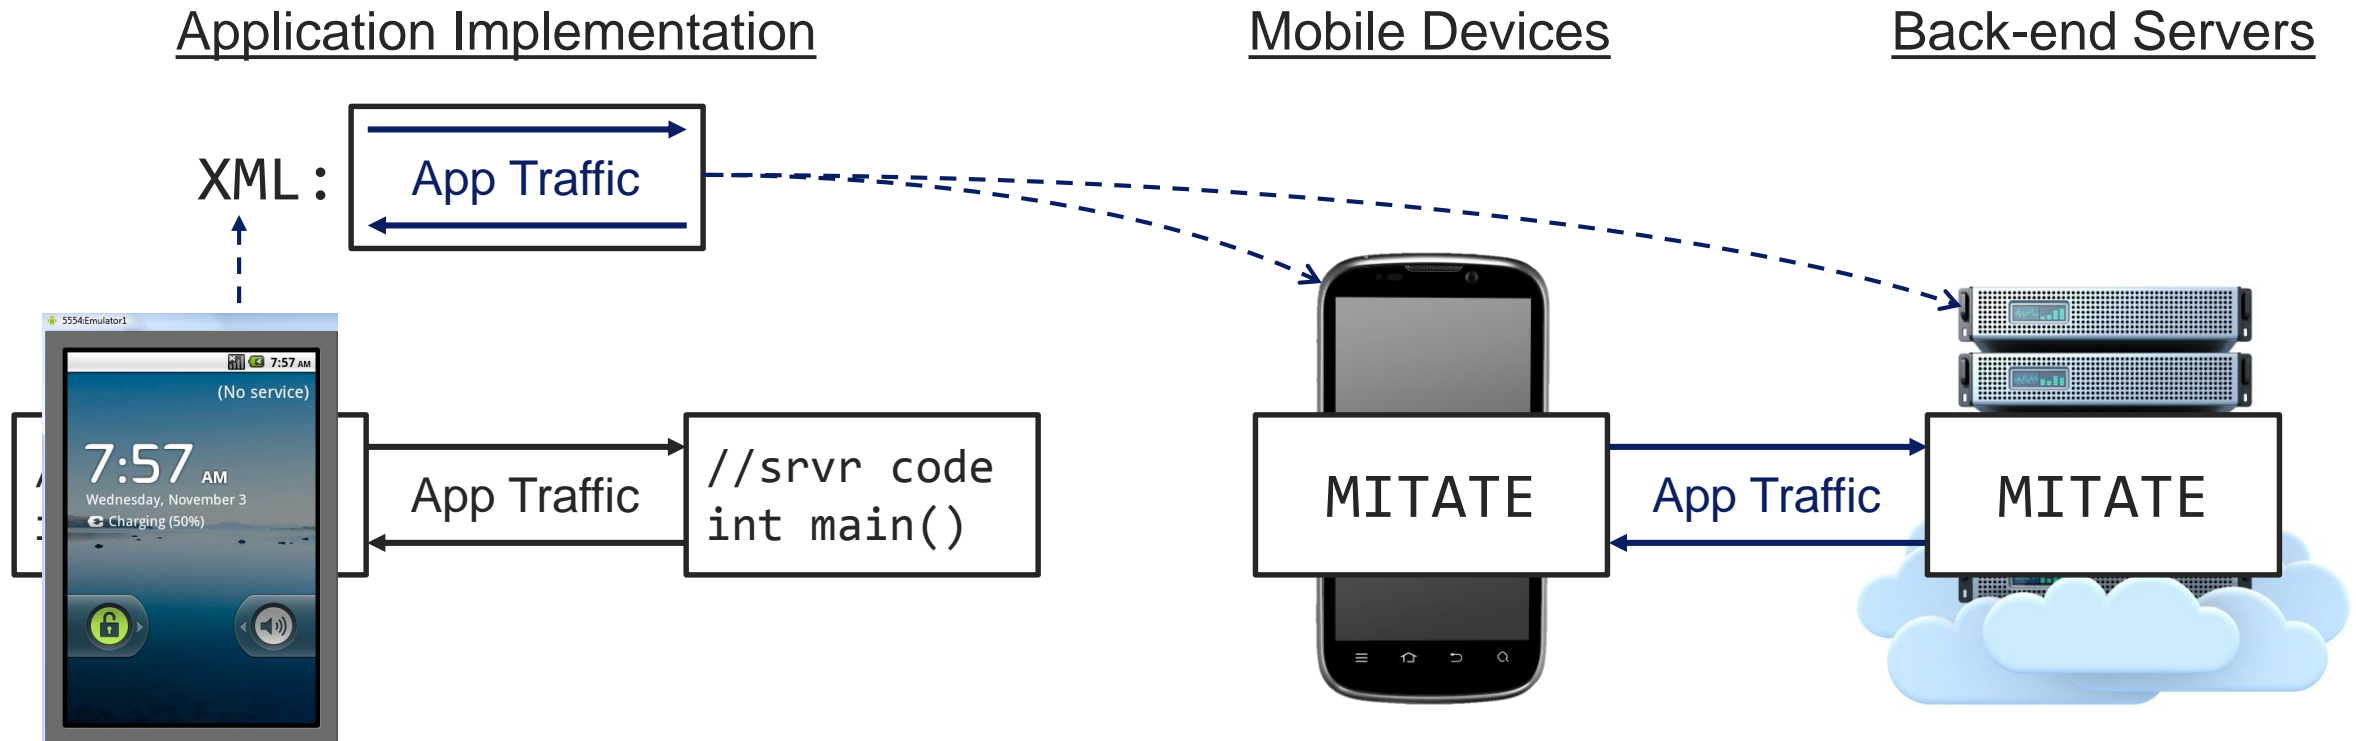 Application Implementation
Mobile Devices
Back-end Servers
XML:
App Traffic
5554:Emulator1
7:57 AM
(No service)
7:57 AM
Wednesday, November 3
Charging (50%)
App Traffic
//srvr code
int main()
MITATE
App Traffic
MITATE